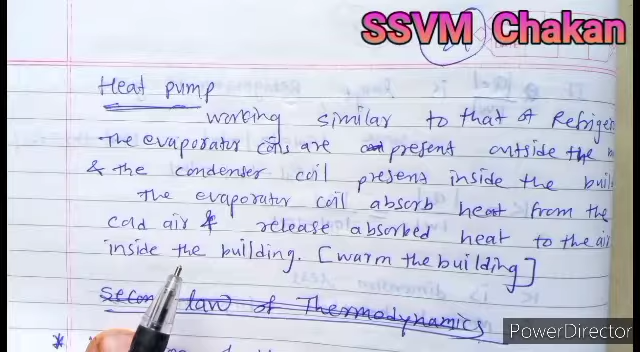 SSVM Chakan
Heat pump
working similar to that of Refriger
The evaporator coils are present outside the
& the condenser coil present inside the buil
The evaporator coil absorb heat from the
cold air & release absorbed heat to the air
inside the building. [warm the building]
Second law of Thermodynamics
*
PowerDirector